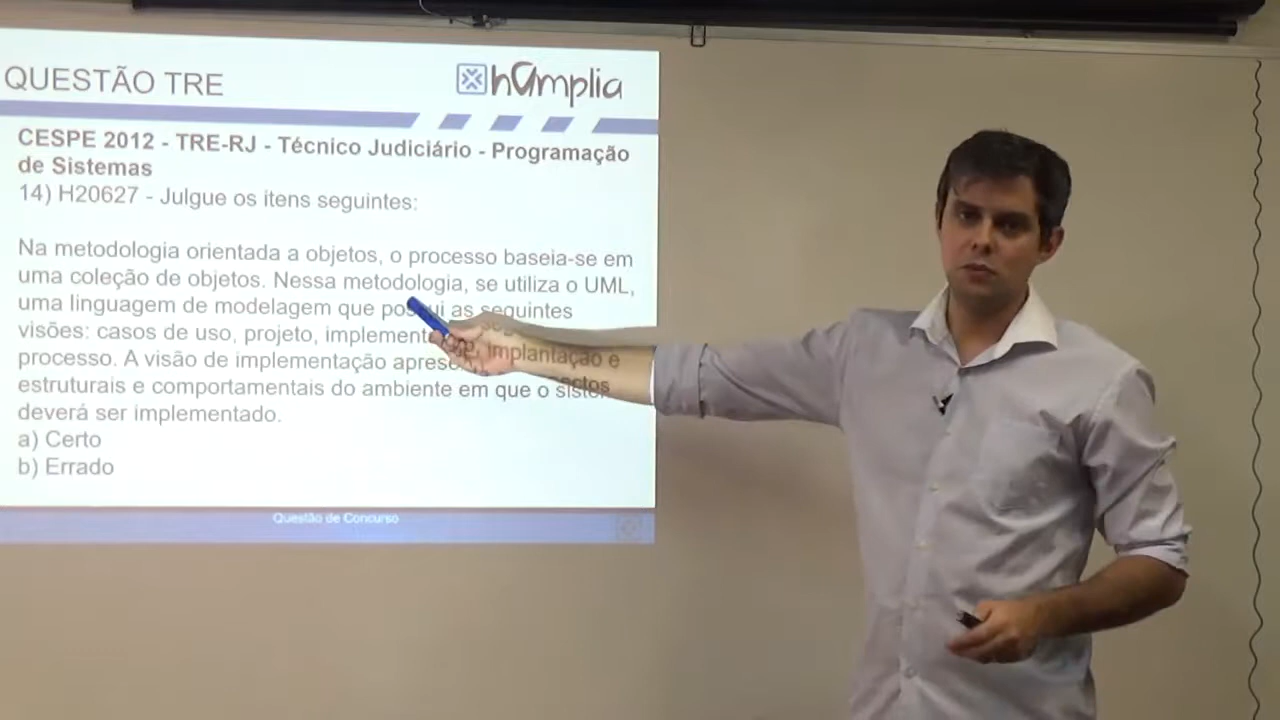 QUESTÃO TRE
hamplia
CESPE 2012 - TRE-RJ - Técnico Judiciário - Programação
de Sistemas
14) H20627 - Julgue os itens seguintes:
Na metodologia orientada a objetos, o processo baseia-se em
uma coleção de objetos. Nessa metodologia, se utiliza o UML,
uma linguagem de modelagem que possui as seguintes
visões: casos de uso, projeto, implement implantação e
processo. A visão de implementação aprese
estruturais e comportamentais do ambiente em que o
deverá ser implementado.
a) Certo
b) Errado
Questão de Concurso